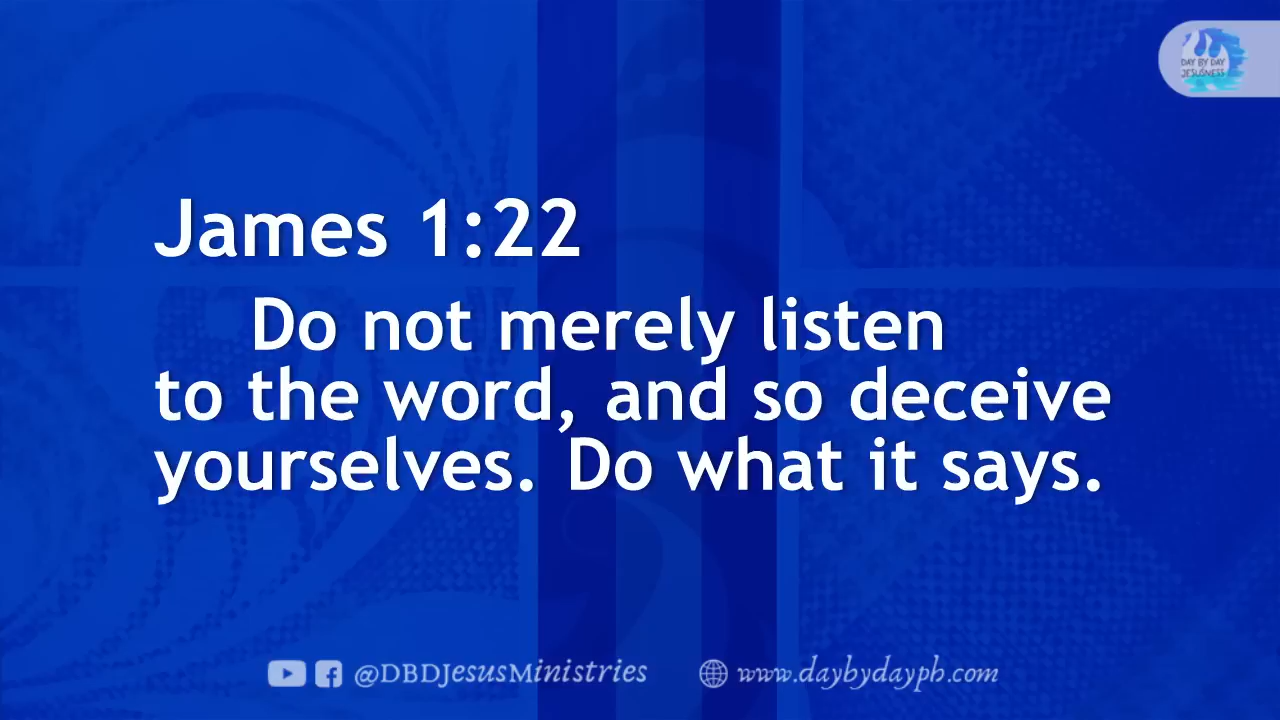 DAY BY DAY
JESUSNESS
James 1:22
Do not merely listen
to the word, and so deceive
yourselves. Do what it says.
@DBDJesusMinistries
www.daybydayph.com